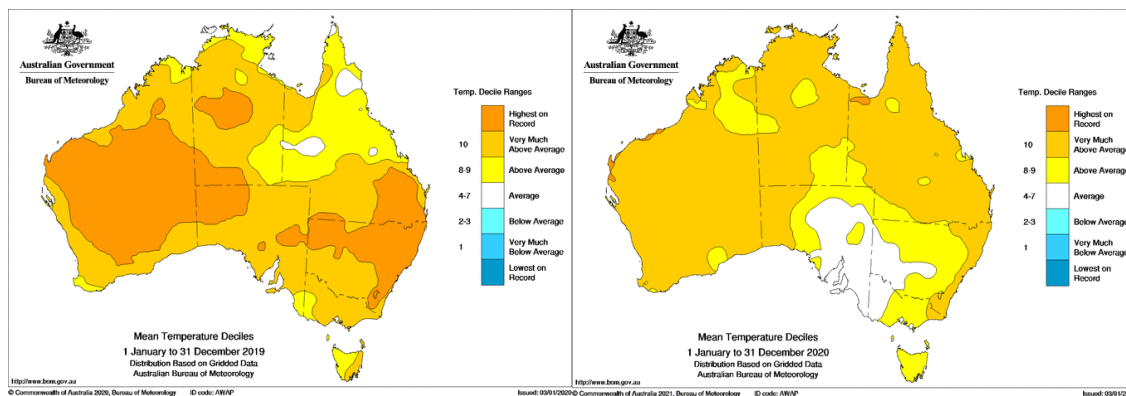 Australian Government
Bureau of Meteorology
Temp. Decile Ranges
Highest on
Record
10 Very Much
Above Average
8-9 Above Average
4-7 Average
2-3 Below Average
1 Very Much
Below Average
Lowest on
Record
Mean Temperature Deciles
1 January to 31 December 2019
Distribution Based on Gridded Data
Australian Bureau of Meteorology
http://www.bom.gov.au
© Commonwealth of Australia 2020, Bureau of Meteorology ID code: AWAP Issued: 03/01/2020
Australian Government
Bureau of Meteorology
Temp. Decile Ranges
Highest on
Record
10 Very Much
Above Average
8-9 Above Average
4-7 Average
2-3 Below Average
1 Very Much
Below Average
Lowest on
Record
Mean Temperature Deciles
1 January to 31 December 2020
Distribution Based on Gridded Data
Australian Bureau of Meteorology
http://www.bom.gov.au
© Commonwealth of Australia 2021, Bureau of Meteorology ID code: AWAP Issued: 03/01/2